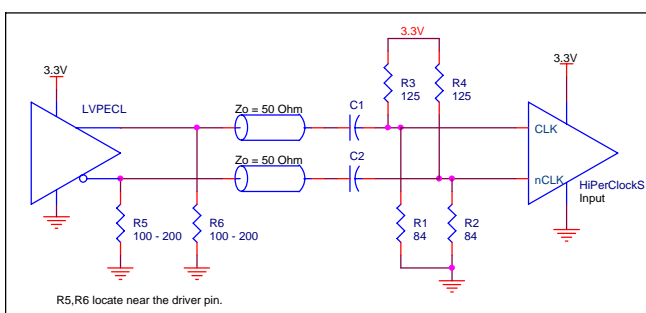 3.3V
R3
125
R4
125
3.3V
LVPECL
Zo = 50 Ohm
C1
3.3V
CLK
Zo = 50 Ohm
C2
nCLK
HiPerClockS
Input
R5
100 - 200
R6
100 - 200
R1
84
R2
84
R5,R6 locate near the driver pin.